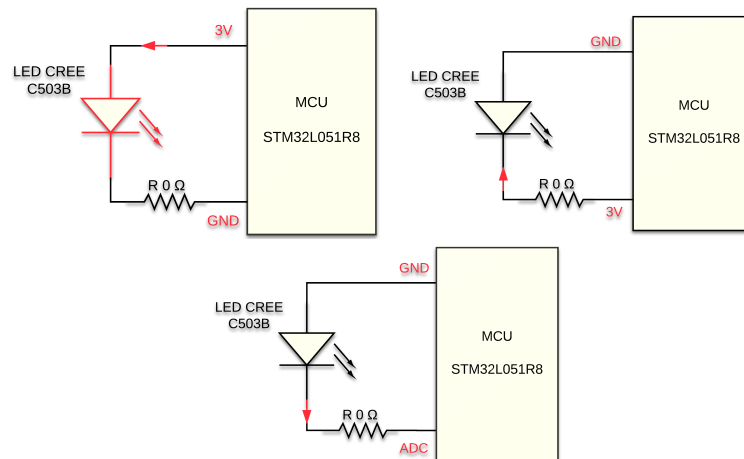 3V
LED CREE
C503B
MCU
STM32L051R8
R 0 Ω
GND
GND
LED CREE
C503B
MCU
STM32L051R8
R 0 Ω
3V
GND
LED CREE
C503B
MCU
STM32L051R8
R 0 Ω
ADC